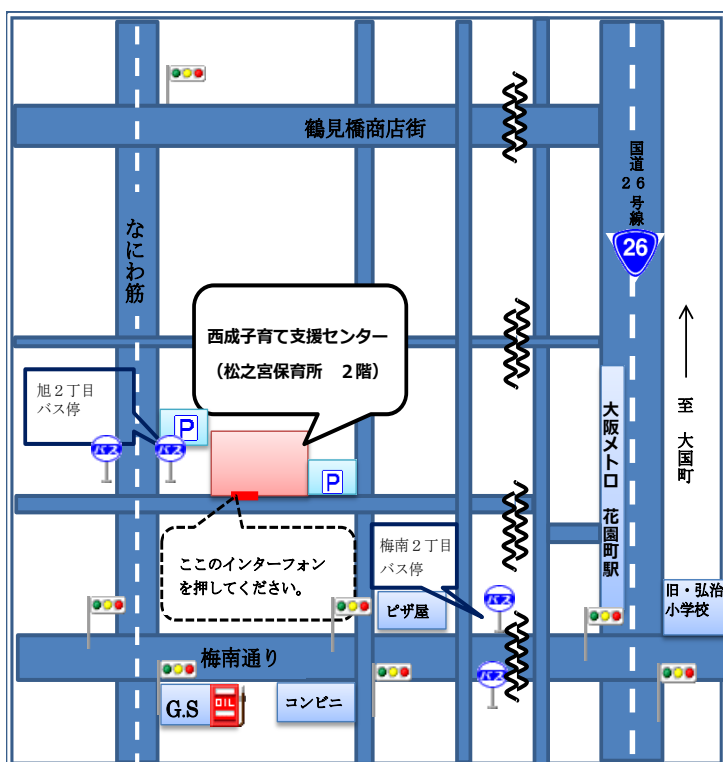 鶴見橋商店街
国道２６号線
26
なにわ筋
西成子育て支援センター
（松之宮保育所　２階）
旭２丁目
バス停
P
バス
バス
P
大阪メトロ　花園町駅
至　大国町
ここのインターフォン
を押してください。
梅南２丁目
バス停
バス
ピザ屋
旧・弘治
小学校
梅南通り
バス
G.S
OIL
コンビニ